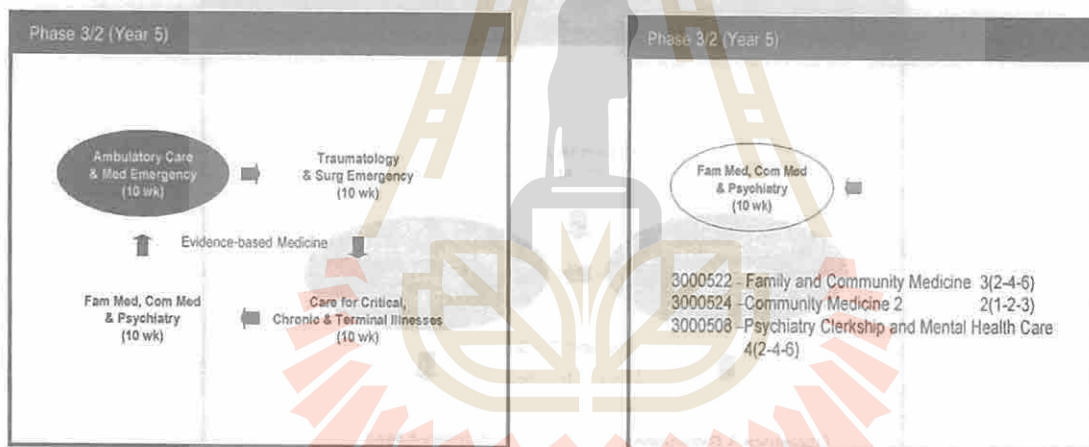 Phase 3/2 (Year 5)
Ambulatory Care
& Med Emergency
(10 wk)
Traumatology
& Surg Emergency
(10 wk)
Evidence-based Medicine
Fam Med, Com Med
& Psychiatry
(10 wk)
Care for Critical,
Chronic & Terminal Illnesses
(10 wk)
Phase 3/2 (Year 5)
Fam Med, Com Med
& Psychiatry
(10 wk)
3000522 - Family and Community Medicine 3(2-4-6)
3000524 - Community Medicine 2 2(1-2-3)
3000508 - Psychiatry Clerkship and Mental Health Care
4(2-4-6)